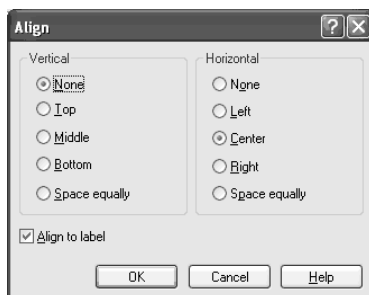 Align
Vertical
None
Top
Middle
Bottom
Space equally
Horizontal
None
Left
Center
Right
Space equally
Align to label
OK Cancel Help